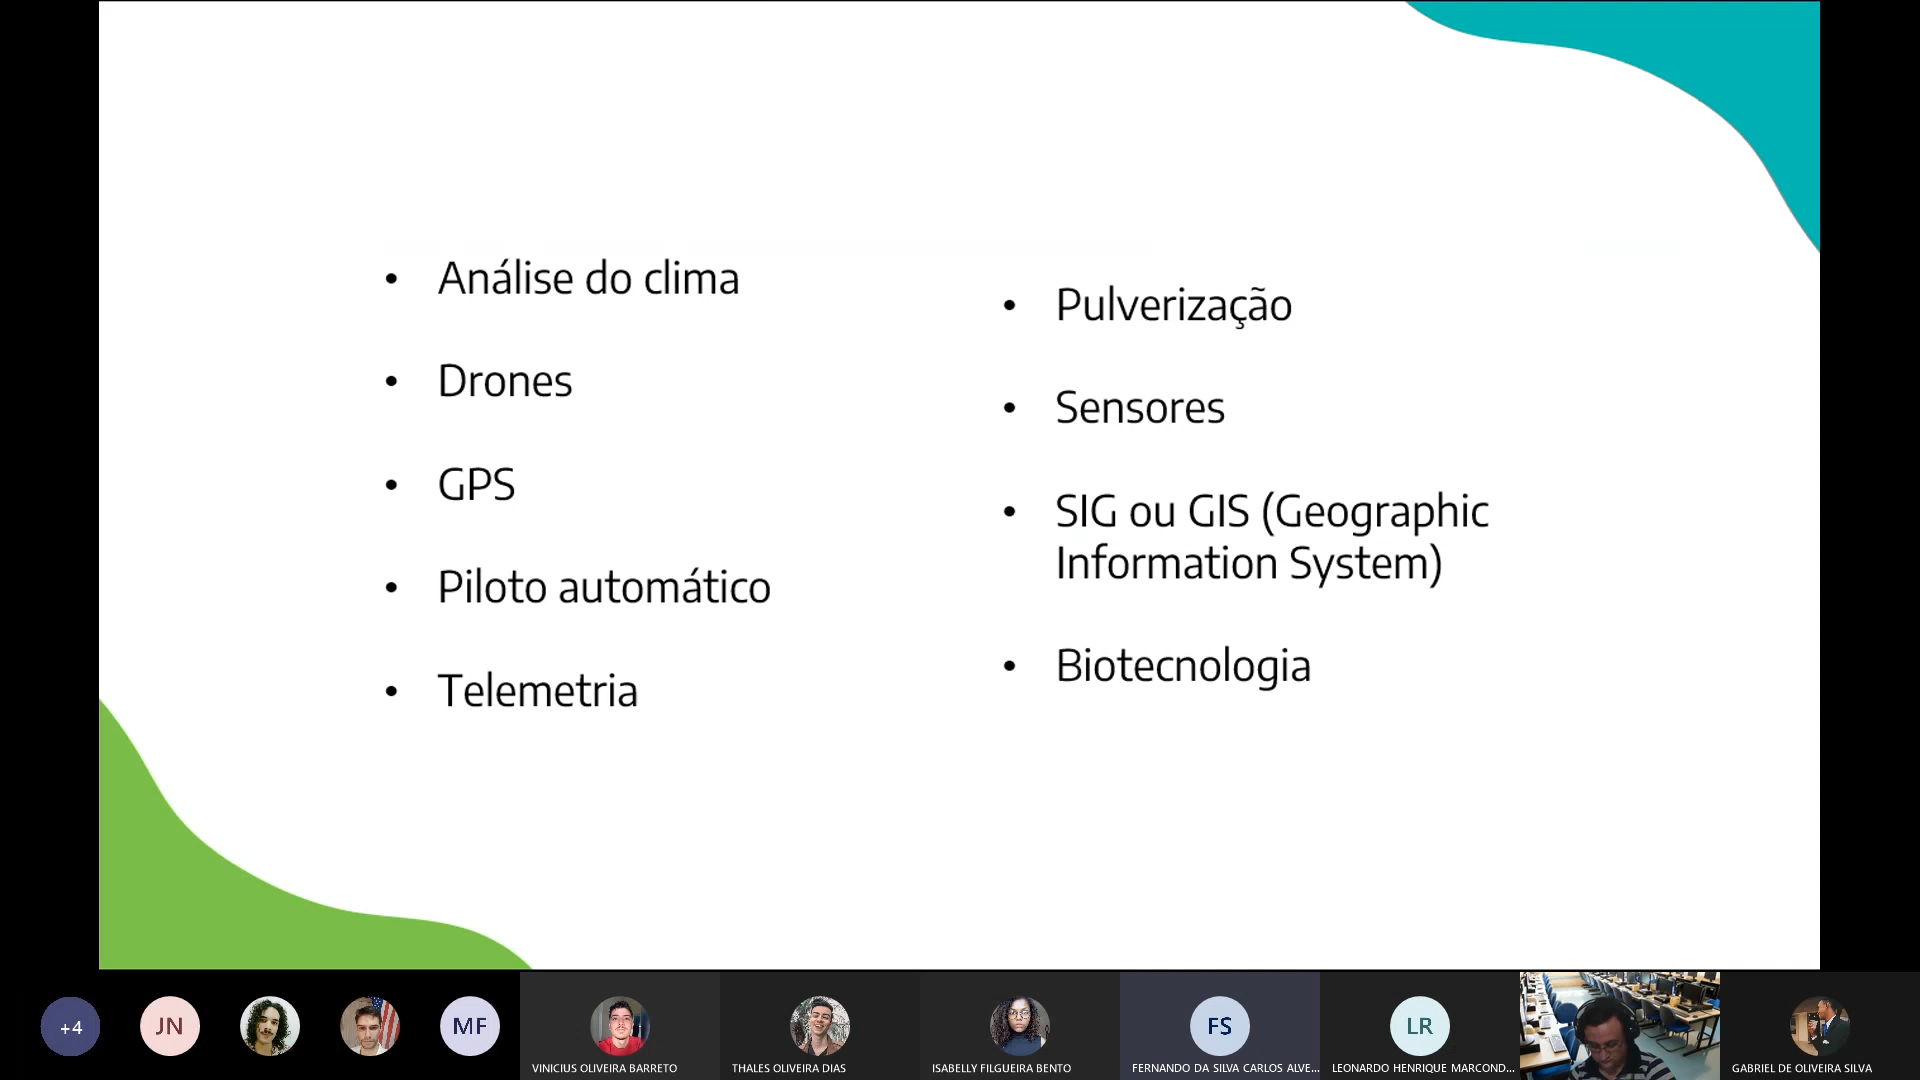 Análise do clima
Drones
GPS
Piloto automático
Telemetria
Pulverização
Sensores
SIG ou GIS (Geographic
Information System)
Biotecnologia
+4
JN
MF
VINICIUS OLIVEIRA BARRETO
THALES OLIVEIRA DIAS
ISABELLY FILGUEIRA BENTO
FS
FERNANDO DA SILVA CARLOS ALVE...
LR
LEONARDO HENRIQUE MARCOND...
GABRIEL DE OLIVEIRA SILVA